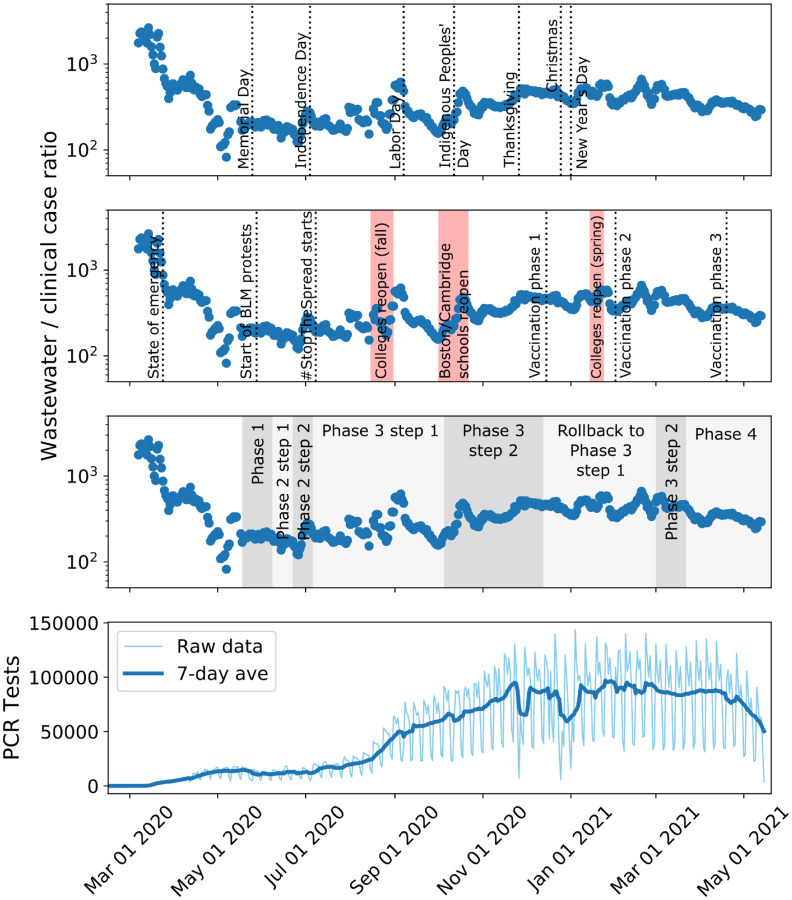 Wastewater / clinical case ratio
10³
10²
Memorial Day
Independence Day
Labor Day
Indigenous Peoples'
Day
Thanksgiving
Christmas
New Year's Day
10³
10²
State of emergency
Start of BLM protests
#StopTheSpread starts
Colleges reopen (fall)
Boston/Cambridge
schools reopen
Vaccination phase 1
Colleges reopen (spring)
Vaccination phase 2
Vaccination phase 3
10³
10²
Phase 1
Phase 2 step 1
Phase 2 step 2
Phase 3 step 1
Phase 3
step 2
Rollback to
Phase 3
step 1
Phase 3 step 2
Phase 4
PCR Tests
150000
100000
50000
0
Raw data
7-day ave
Mar 01 2020
May 01 2020
Jul 01 2020
Sep 01 2020
Nov 01 2020
Jan 01 2021
Mar 01 2021
May 01 2021